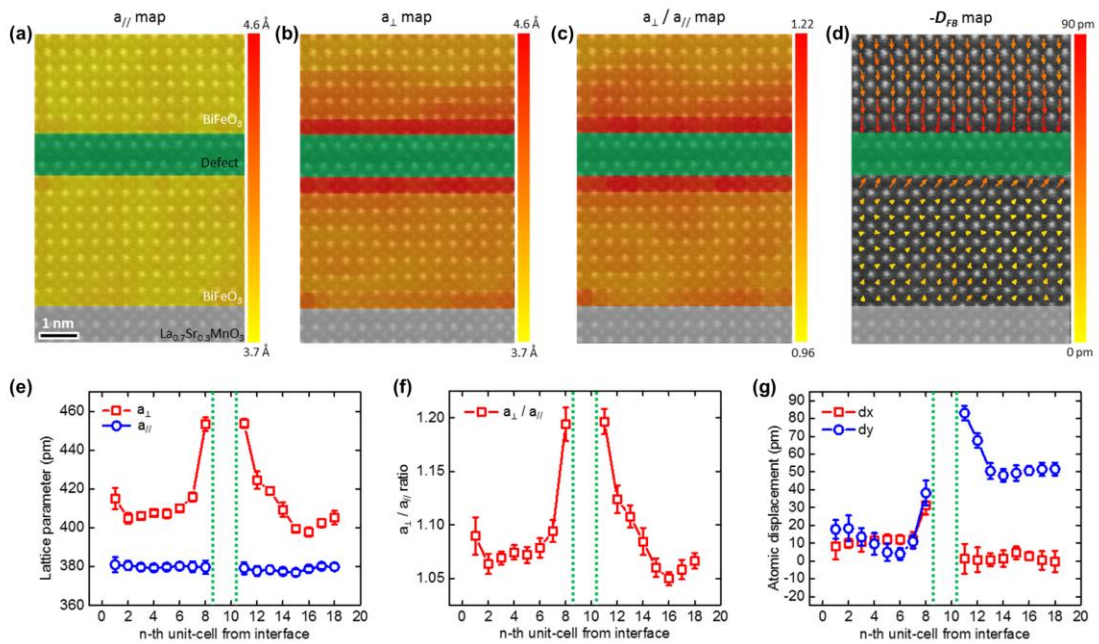 a// map
a⊥ map
a⊥ / a// map
-D_FB map
(a)
4.6 Å
(b)
4.6 Å
(c)
1.22
(d)
90 pm
BiFeO₃
Defect
BiFeO₃
1 nm
La₀.₇Sr₀.₃MnO₃
3.7 Å
3.7 Å
0.96
0 pm
(e)
a⊥
a//
Lattice parameter (pm)
460
440
420
400
380
360
0 2 4 6 8 10 12 14 16 18 20
n-th unit-cell from interface
(f)
a⊥ / a//
a⊥ / a// ratio
1.20
1.15
1.10
1.05
0 2 4 6 8 10 12 14 16 18 20
n-th unit-cell from interface
(g)
dx
dy
Atomic displacement (pm)
90
80
70
60
50
40
30
20
10
0
-10
-20
0 2 4 6 8 10 12 14 16 18 20
n-th unit-cell from interface